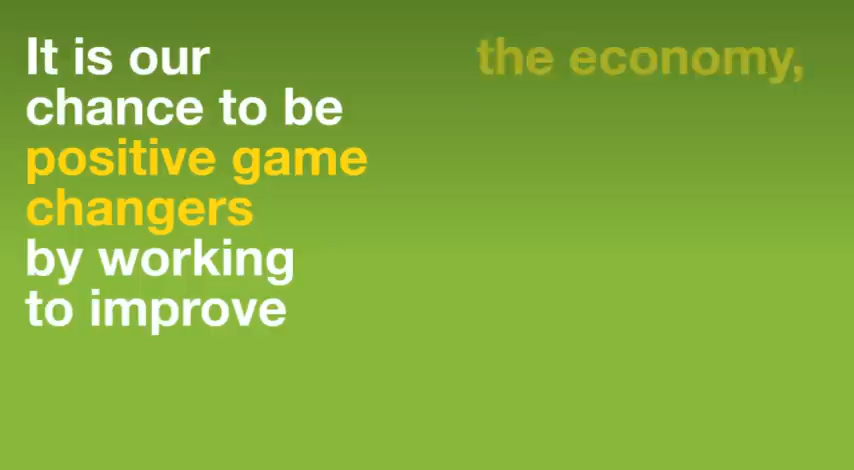 It is our
chance to be
positive game
changers
by working
to improve
the economy,